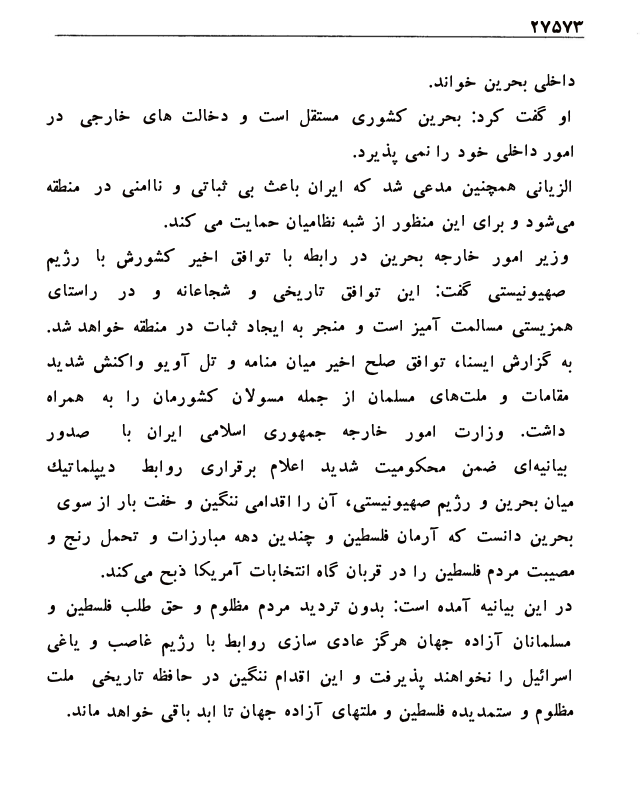 ۲۷۵۷۳
داخلی بحرین خواند.
او گفت کرد: بحرین کشوری مستقل است و دخالت های خارجی در
امور داخلی خود را نمی پذیرد.
الزیانی همچنین مدعی شد که ایران باعث بی ثباتی و ناامنی در منطقه
می‌شود و برای این منظور از شبه نظامیان حمایت می کند.
وزیر امور خارجه بحرین در رابطه با توافق اخیر کشورش با رژیم
صهیونیستی گفت: این توافق تاریخی و شجاعانه و در راستای
همزیستی مسالمت آمیز است و منجر به ایجاد ثبات در منطقه خواهد شد.
به گزارش ایسنا، توافق صلح اخیر میان منامه و تل آویو واکنش شدید
مقامات و ملت‌های مسلمان از جمله مسولان کشورمان را به همراه
داشت. وزارت امور خارجه جمهوری اسلامی ایران با صدور
بیانیه‌ای ضمن محکومیت شدید اعلام برقراری روابط دیپلماتیک
میان بحرین و رژیم صهیونیستی، آن را اقدامی ننگین و خفت بار از سوی
بحرین دانست که آرمان فلسطین و چندین دهه مبارزات و تحمل رنج و
مصیبت مردم فلسطین را در قربان گاه انتخابات آمریکا ذبح می‌کند.
در این بیانیه آمده است: بدون تردید مردم مظلوم و حق طلب فلسطین و
مسلمانان آزاده جهان هرگز عادی سازی روابط با رژیم غاصب و یاغی
اسرائیل را نخواهند پذیرفت و این اقدام ننگین در حافظه تاریخی ملت
مظلوم و ستمدیده فلسطین و ملتهای آزاده جهان تا ابد باقی خواهد ماند.